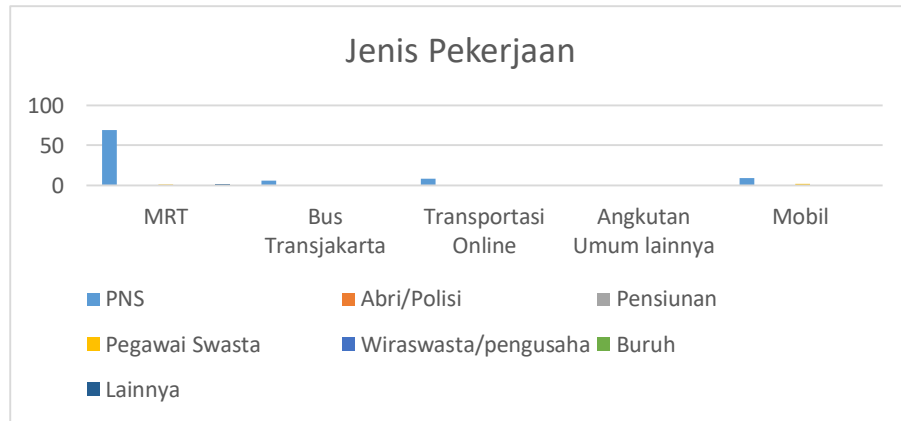 Jenis Pekerjaan
100
50
0
MRT
Bus
Transjakarta
Transportasi
Online
Angkutan
Umum lainnya
Mobil
PNS
Abri/Polisi
Pensiunan
Pegawai Swasta
Wiraswasta/pengusaha
Buruh
Lainnya